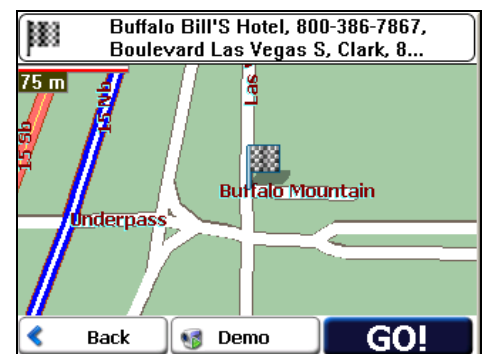 Buffalo Bill'S Hotel, 800-386-7867,
Boulevard Las Vegas S, Clark, 8...
75 m
15 Nb
Las V
15 Sb
Buffalo Mountain
Underpass
Back
Demo
GO!